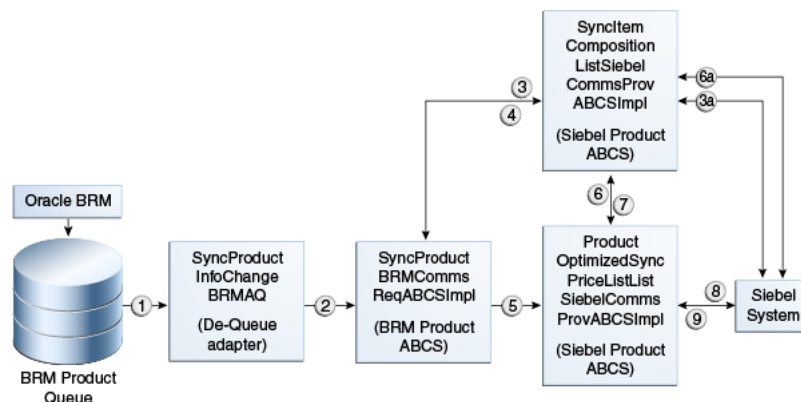 SyncItem
Composition
ListSiebel
CommsProv
ABCSImpl
(Siebel Product
ABCS)
6a
3a
3
4
Oracle BRM
6
7
SyncProduct
InfoChange
BRMAQ
(De-Queue
adapter)
SyncProduct
BRMComms
ReqABCSImpl
(BRM Product
ABCS)
Product
OptimizedSync
PriceListList
SiebelComms
ProvABCSImpl
(Siebel Product
ABCS)
1
2
5
8
9
Siebel
System
BRM Product
Queue